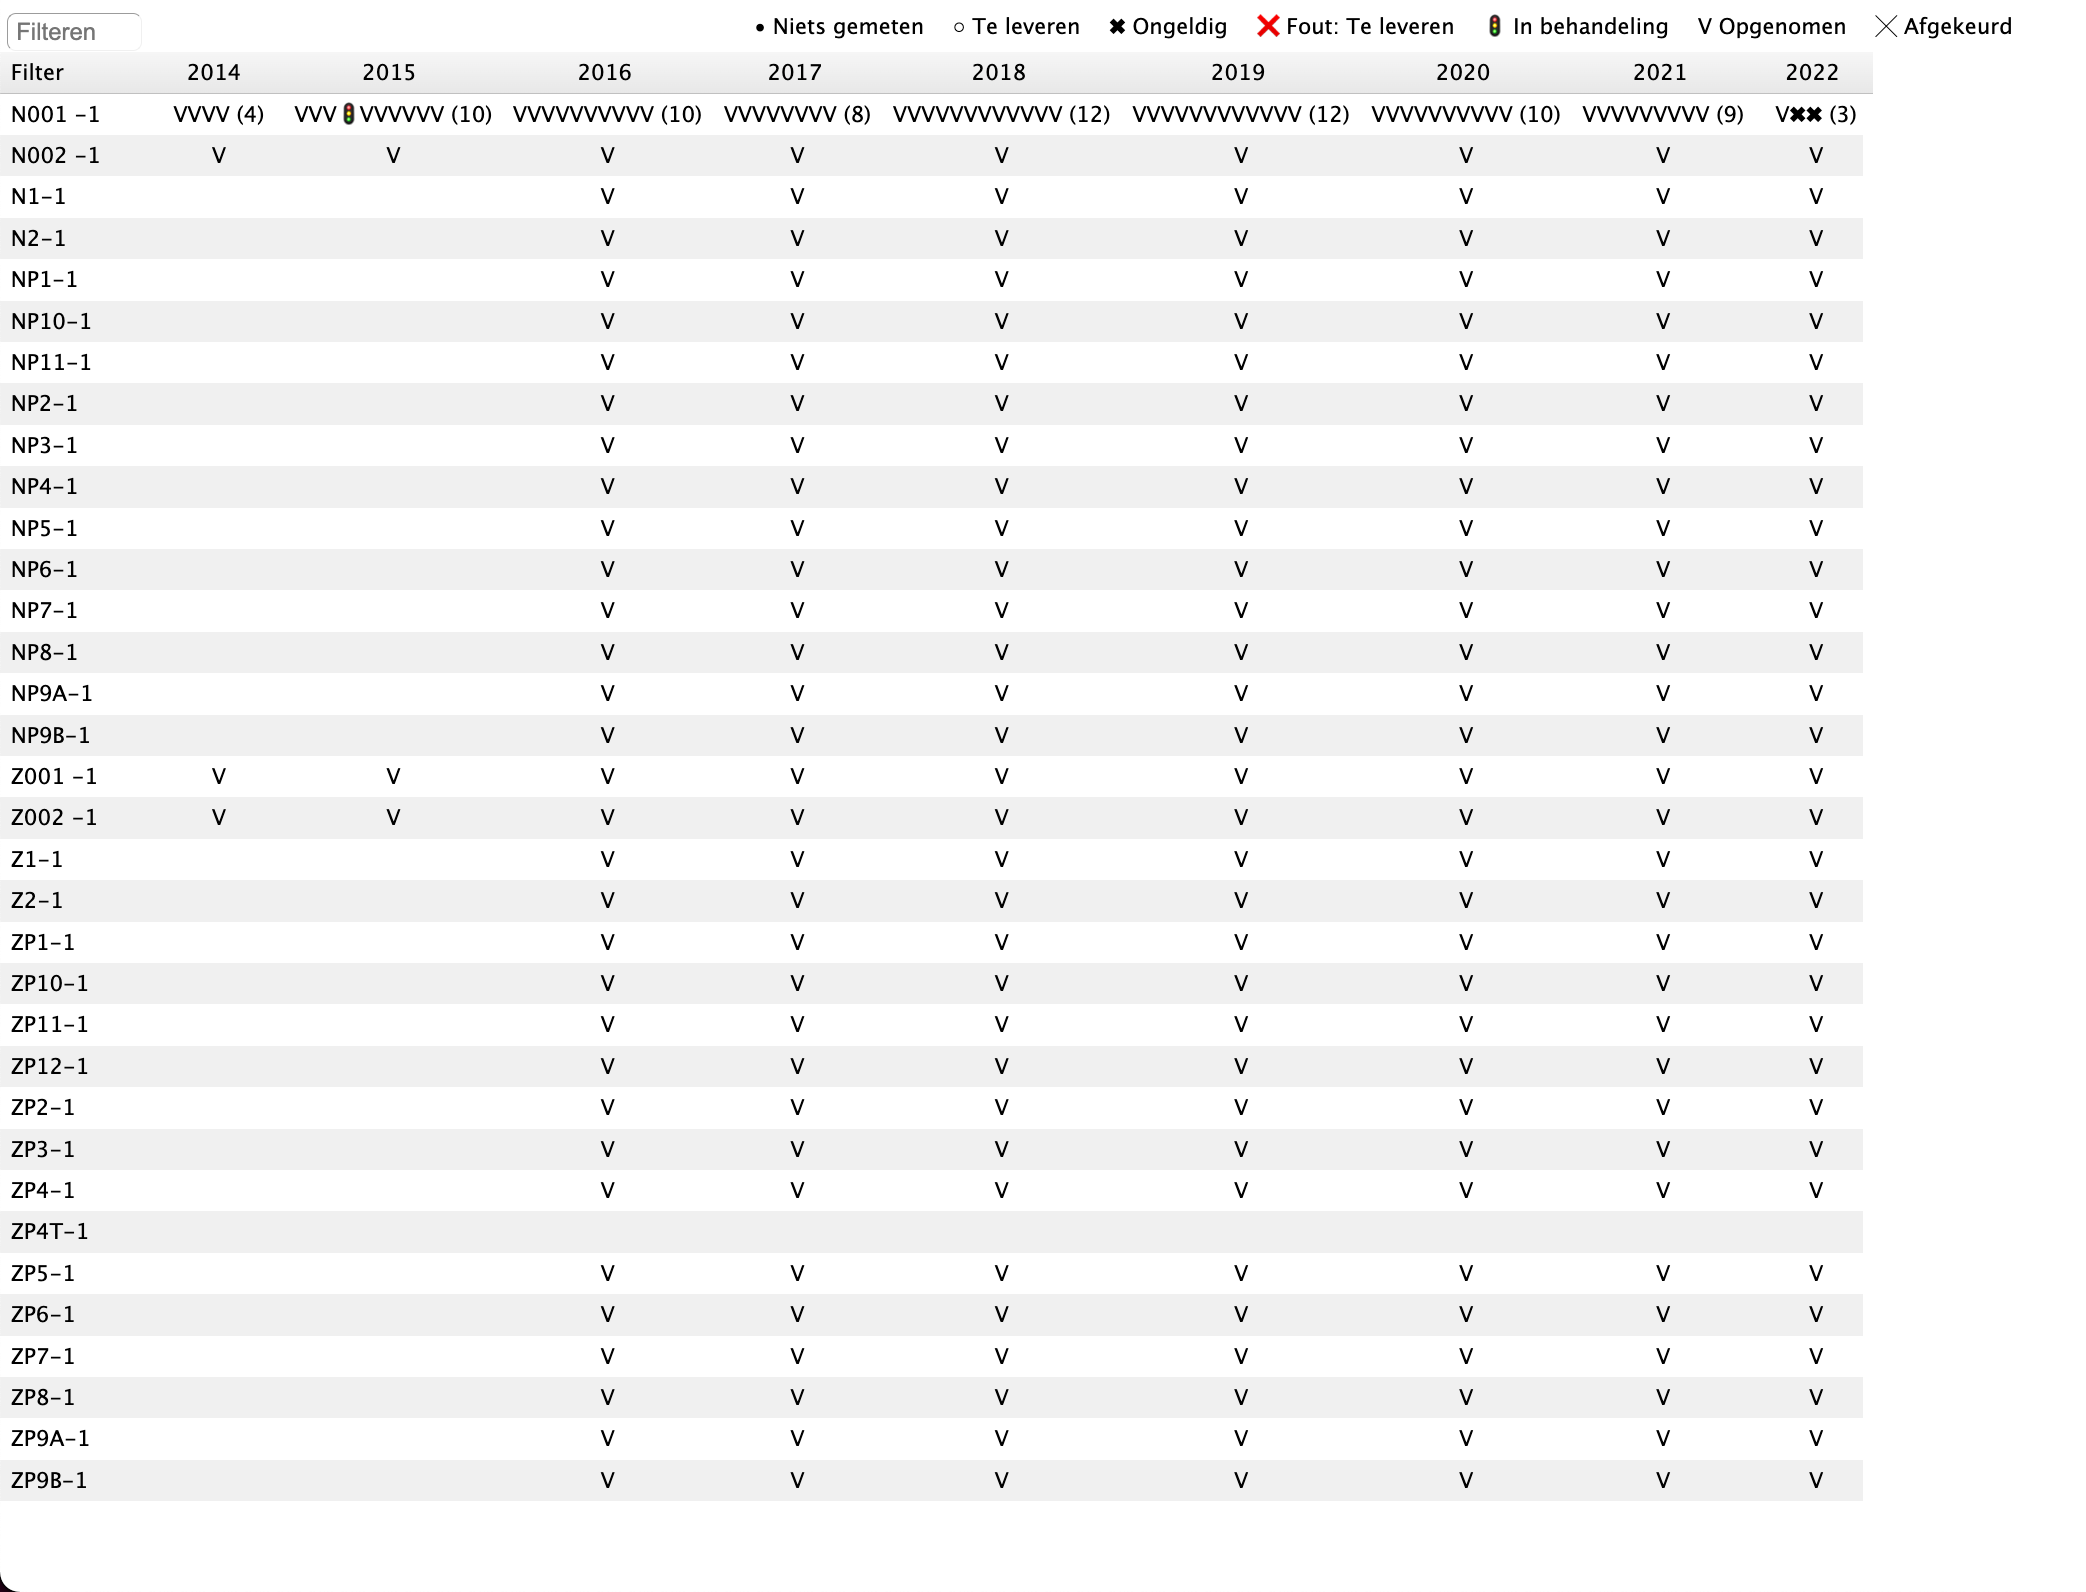 Filteren
• Niets gemeten ○ Te leveren ✖ Ongeldig ❌ Fout: Te leveren 🚦 In behandeling V Opgenomen ╳ Afgekeurd
Filter 2014 2015 2016 2017 2018 2019 2020 2021 2022
N001 -1 VVVV (4) VVV🚦VVVVVV (10) VVVVVVVVVV (10) VVVVVVVV (8) VVVVVVVVVVVV (12) VVVVVVVVVVVV (12) VVVVVVVVVV (10) VVVVVVVVV (9) V✖✖ (3)
N002 -1 V V V V V V V V V
N1-1 V V V V V V V
N2-1 V V V V V V V
NP1-1 V V V V V V V
NP10-1 V V V V V V V
NP11-1 V V V V V V V
NP2-1 V V V V V V V
NP3-1 V V V V V V V
NP4-1 V V V V V V V
NP5-1 V V V V V V V
NP6-1 V V V V V V V
NP7-1 V V V V V V V
NP8-1 V V V V V V V
NP9A-1 V V V V V V V
NP9B-1 V V V V V V V
Z001 -1 V V V V V V V V V
Z002 -1 V V V V V V V V V
Z1-1 V V V V V V V
Z2-1 V V V V V V V
ZP1-1 V V V V V V V
ZP10-1 V V V V V V V
ZP11-1 V V V V V V V
ZP12-1 V V V V V V V
ZP2-1 V V V V V V V
ZP3-1 V V V V V V V
ZP4-1 V V V V V V V
ZP4T-1
ZP5-1 V V V V V V V
ZP6-1 V V V V V V V
ZP7-1 V V V V V V V
ZP8-1 V V V V V V V
ZP9A-1 V V V V V V V
ZP9B-1 V V V V V V V